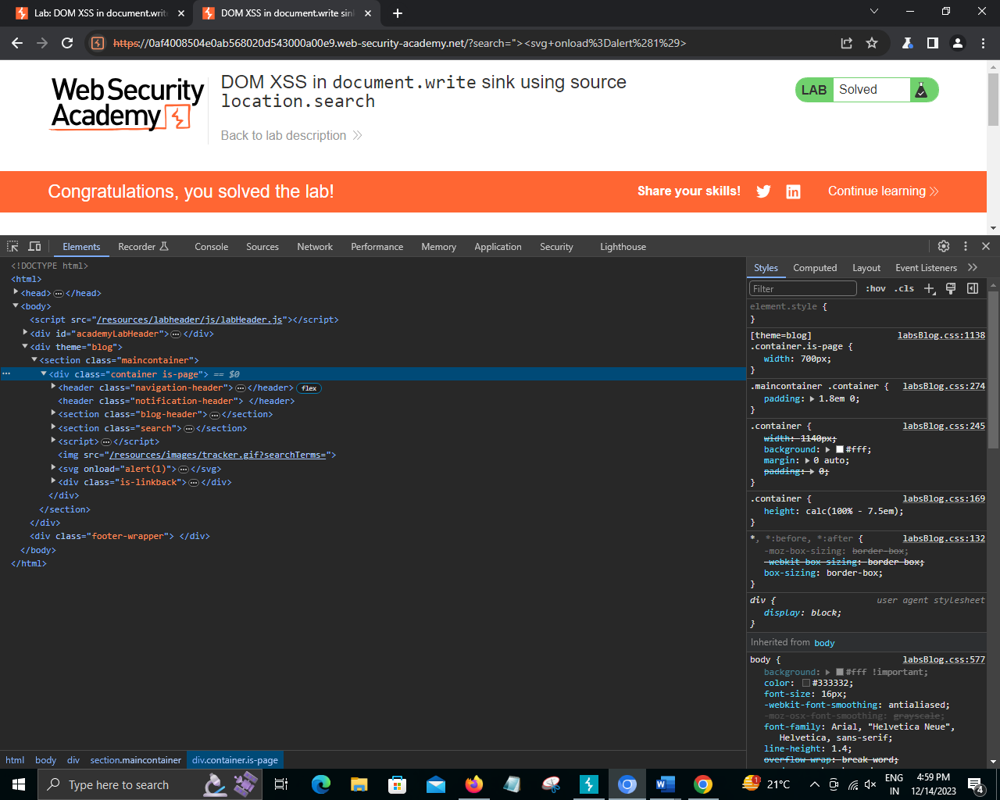 Lab: DOM XSS in document.writ
DOM XSS in document.write sin
https://0af4008504e0ab568020d543000a00e9.web-security-academy.net/?search="><svg+onload%3Dalert%281%29>
WebSecurity
Academy
DOM XSS in document.write sink using source
location.search
Back to lab description
LAB Solved
Congratulations, you solved the lab!
Share your skills!
Continue learning
Elements Recorder Console Sources Network Performance Memory Application Security Lighthouse
<!DOCTYPE html>
<html>
<head>…</head>
<body>
<script src="/resources/labheader/js/labHeader.js"></script>
<div id="academyLabHeader">…</div>
<div theme="blog">
<section class="maincontainer">
<div class="container is-page"> == $0
<header class="navigation-header">…</header> flex
<header class="notification-header"> </header>
<section class="blog-header">…</section>
<section class="search">…</section>
<script>…</script>
<img src="/resources/images/tracker.gif?searchTerms=">
<svg onload="alert(1)">…</svg>
<div class="is-linkback">…</div>
</div>
</section>
</div>
<div class="footer-wrapper"> </div>
</body>
</html>
html body div section.maincontainer div.container.is-page
Styles Computed Layout Event Listeners
Filter :hov .cls
element.style {
}
[theme=blog] labsBlog.css:1138
.container.is-page {
width: 700px;
}
.maincontainer .container { labsBlog.css:274
padding: 1.8em 0;
}
.container { labsBlog.css:245
width: 1140px;
background: #fff;
margin: 0 auto;
padding: 0;
}
.container { labsBlog.css:169
height: calc(100% - 7.5em);
}
*, *:before, *:after { labsBlog.css:132
-moz-box-sizing: border-box;
-webkit-box-sizing: border-box;
box-sizing: border-box;
}
div { user agent stylesheet
display: block;
}
Inherited from body
body { labsBlog.css:577
background: #fff !important;
color: #333332;
font-size: 16px;
-webkit-font-smoothing: antialiased;
-moz-osx-font-smoothing: grayscale;
font-family: Arial, "Helvetica Neue",
Helvetica, sans-serif;
line-height: 1.4;
overflow-wrap: break-word;
Type here to search
1
21°C
ENG
IN
4:59 PM
12/14/2023
4